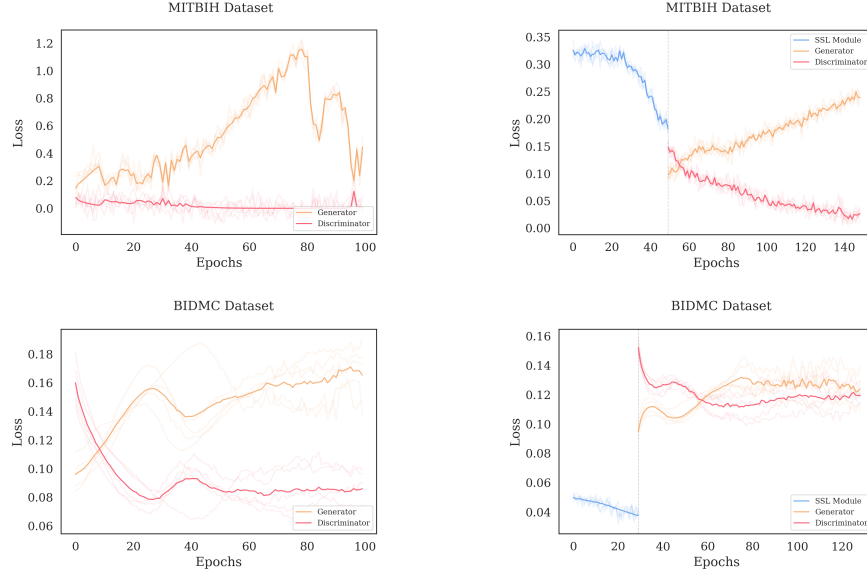 MITBIH Dataset
1.2
1.0
0.8
0.6
0.4
0.2
0.0
Loss
Generator
Discriminator
0 20 40 60 80 100
Epochs
MITBIH Dataset
0.35
0.30
0.25
0.20
0.15
0.10
0.05
0.00
Loss
SSL Module
Generator
Discriminator
0 20 40 60 80 100 120 140
Epochs
BIDMC Dataset
0.18
0.16
0.14
0.12
0.10
0.08
0.06
Loss
Generator
Discriminator
0 20 40 60 80 100
Epochs
BIDMC Dataset
0.16
0.14
0.12
0.10
0.08
0.06
0.04
Loss
SSL Module
Generator
Discriminator
0 20 40 60 80 100 120
Epochs